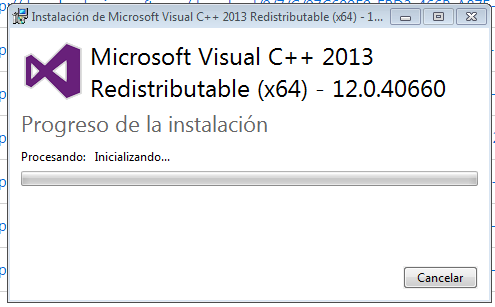 Instalación de Microsoft Visual C++ 2013 Redistributable (x64) - 1...
Microsoft Visual C++ 2013
Redistributable (x64) - 12.0.40660
Progreso de la instalación
Procesando: Inicializando...
Cancelar